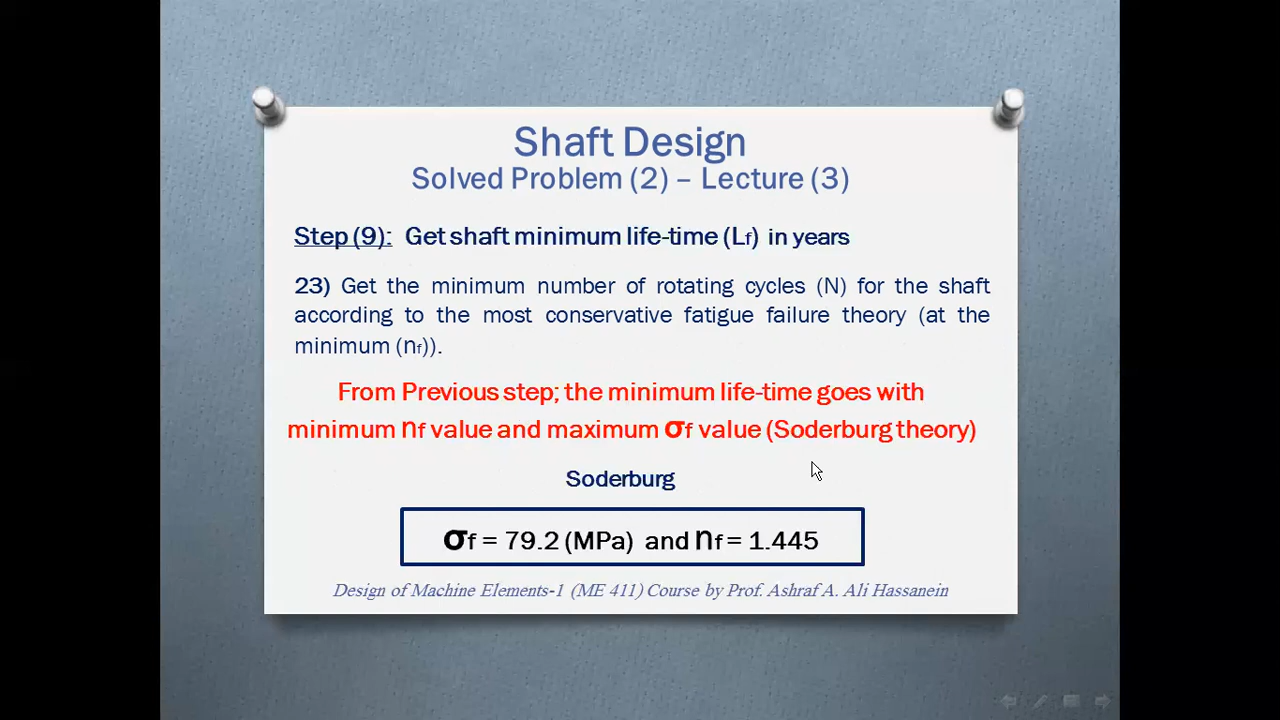 Shaft Design
Solved Problem (2) – Lecture (3)
Step (9): Get shaft minimum life-time (Lf) in years
23) Get the minimum number of rotating cycles (N) for the shaft
according to the most conservative fatigue failure theory (at the
minimum (nf)).
From Previous step; the minimum life-time goes with
minimum nf value and maximum σf value (Soderburg theory)
Soderburg
σf = 79.2 (MPa) and nf = 1.445
Design of Machine Elements-1 (ME 411) Course by Prof. Ashraf A. Ali Hassanein